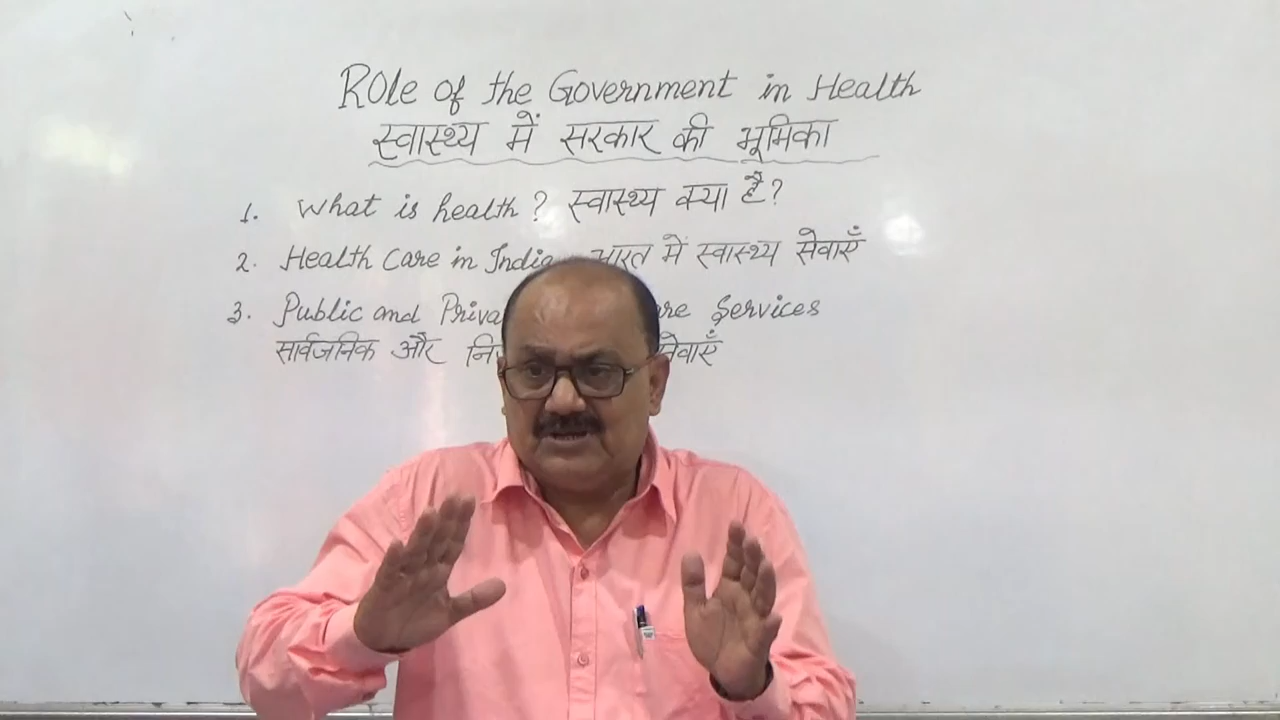 Role of the Government in Health
स्वास्थ्य में सरकार की भूमिका
1. What is health ? स्वास्थ्य क्या है ?
2. Health Care in India भारत में स्वास्थ्य सेवाएँ
3. Public and Services
सार्वजनिक और सेवाएँ